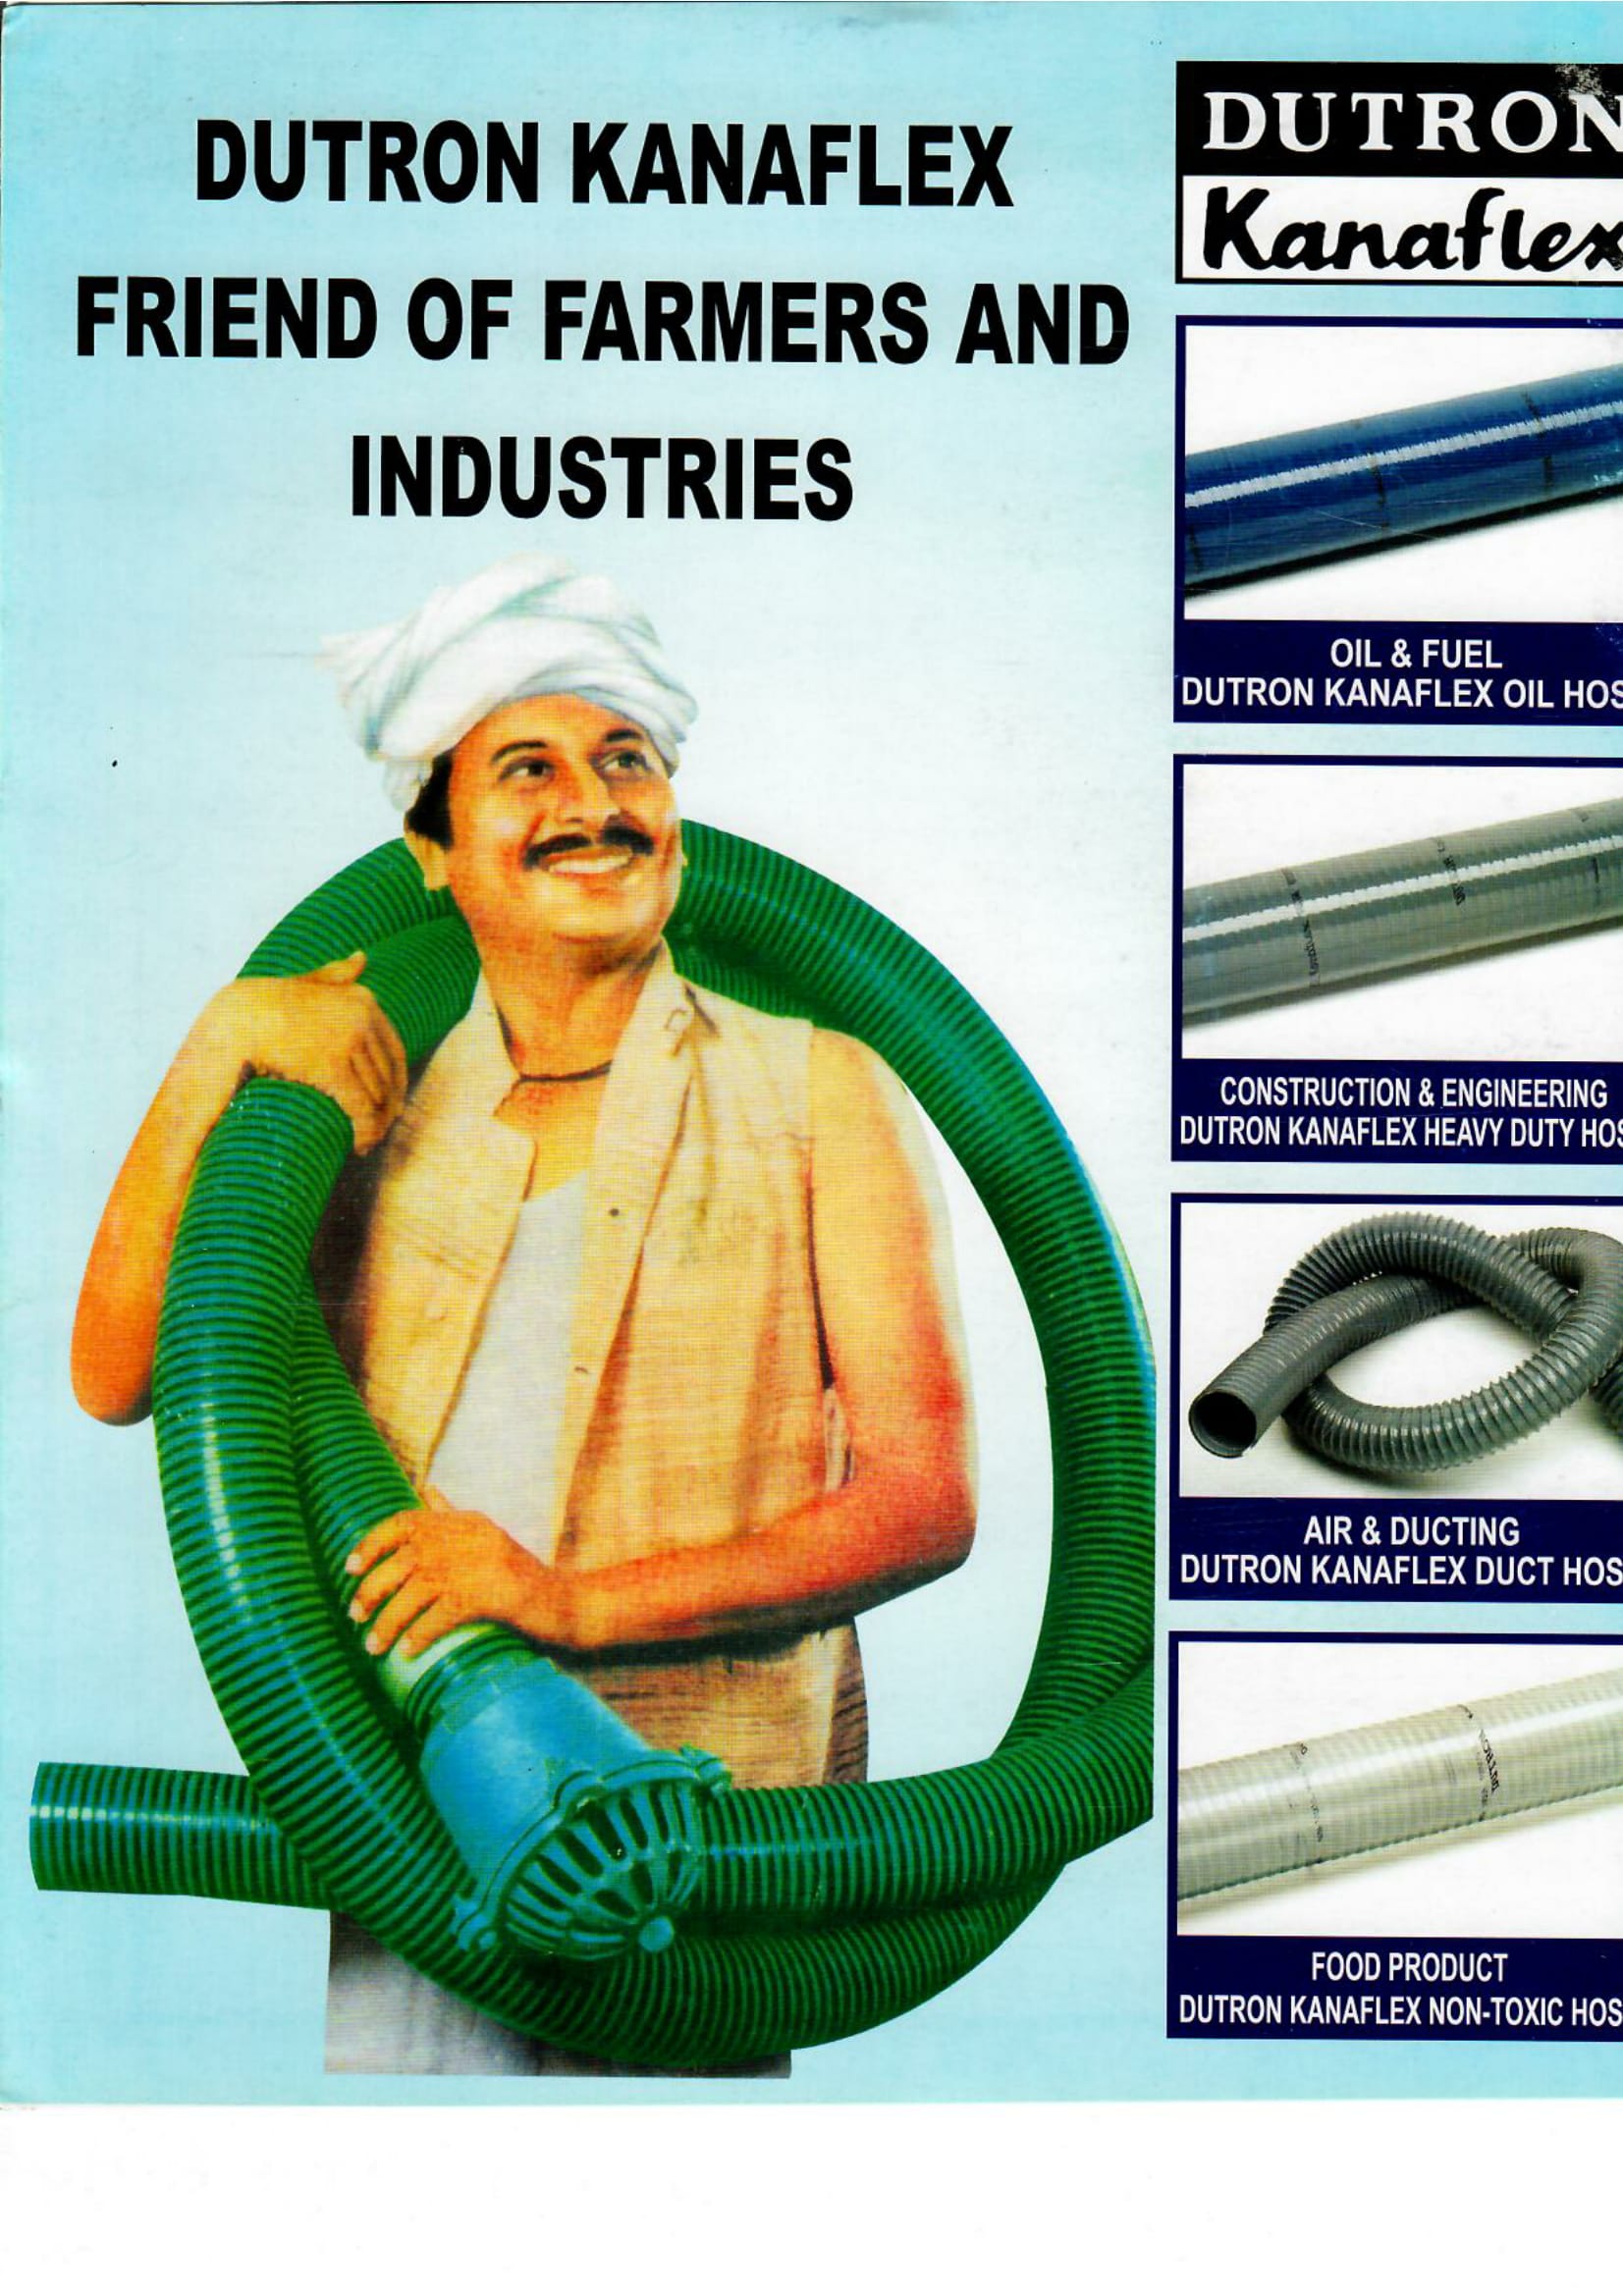 DUTRON KANAFLEX
FRIEND OF FARMERS AND
INDUSTRIES
DUTRON
Kanaflex
OIL & FUEL
DUTRON KANAFLEX OIL HOS
CONSTRUCTION & ENGINEERING
DUTRON KANAFLEX HEAVY DUTY HOS
AIR & DUCTING
DUTRON KANAFLEX DUCT HOS
FOOD PRODUCT
DUTRON KANAFLEX NON-TOXIC HOS